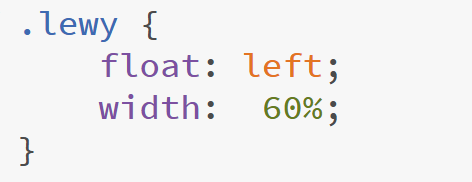 .lewy {
    float: left;
    width:  60%;
}